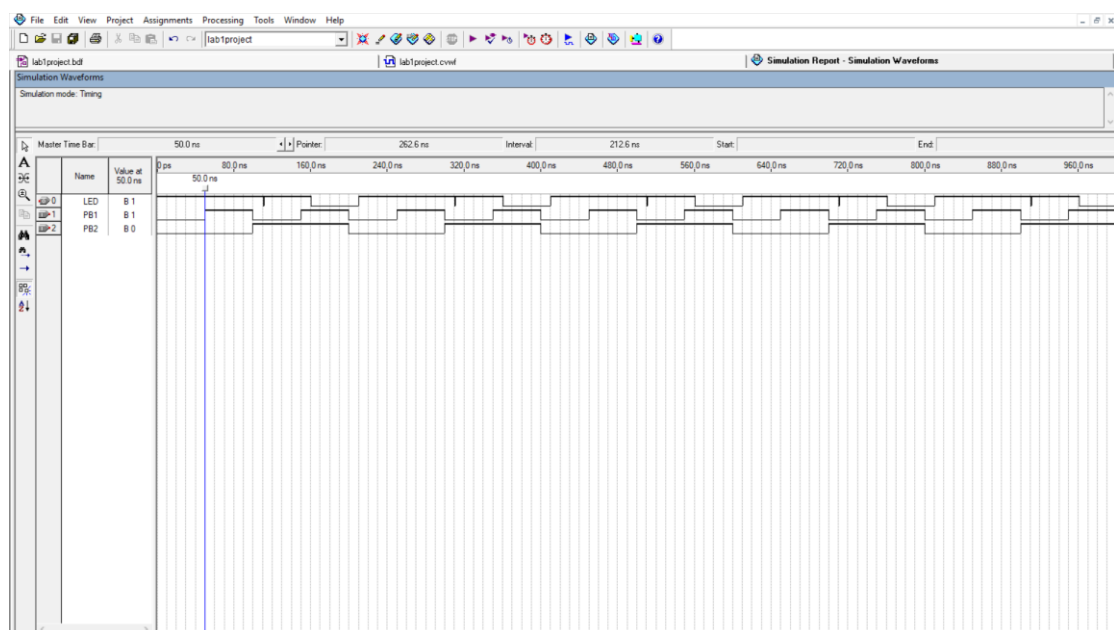 File Edit View Project Assignments Processing Tools Window Help
lab1project
lab1project.bdf lab1project.cvwf Simulation Report - Simulation Waveforms
Simulation Waveforms
Simulation mode: Timing
Master Time Bar: 50.0 ns Pointer: 262.6 ns Interval: 212.6 ns Start: End:
Name Value at 50.0 ns
0 ps 80.0 ns 160.0 ns 240.0 ns 320.0 ns 400.0 ns 480.0 ns 560.0 ns 640.0 ns 720.0 ns 800.0 ns 880.0 ns 960.0 ns
50.0 ns
0 LED B 1
1 PB1 B 1
2 PB2 B 0